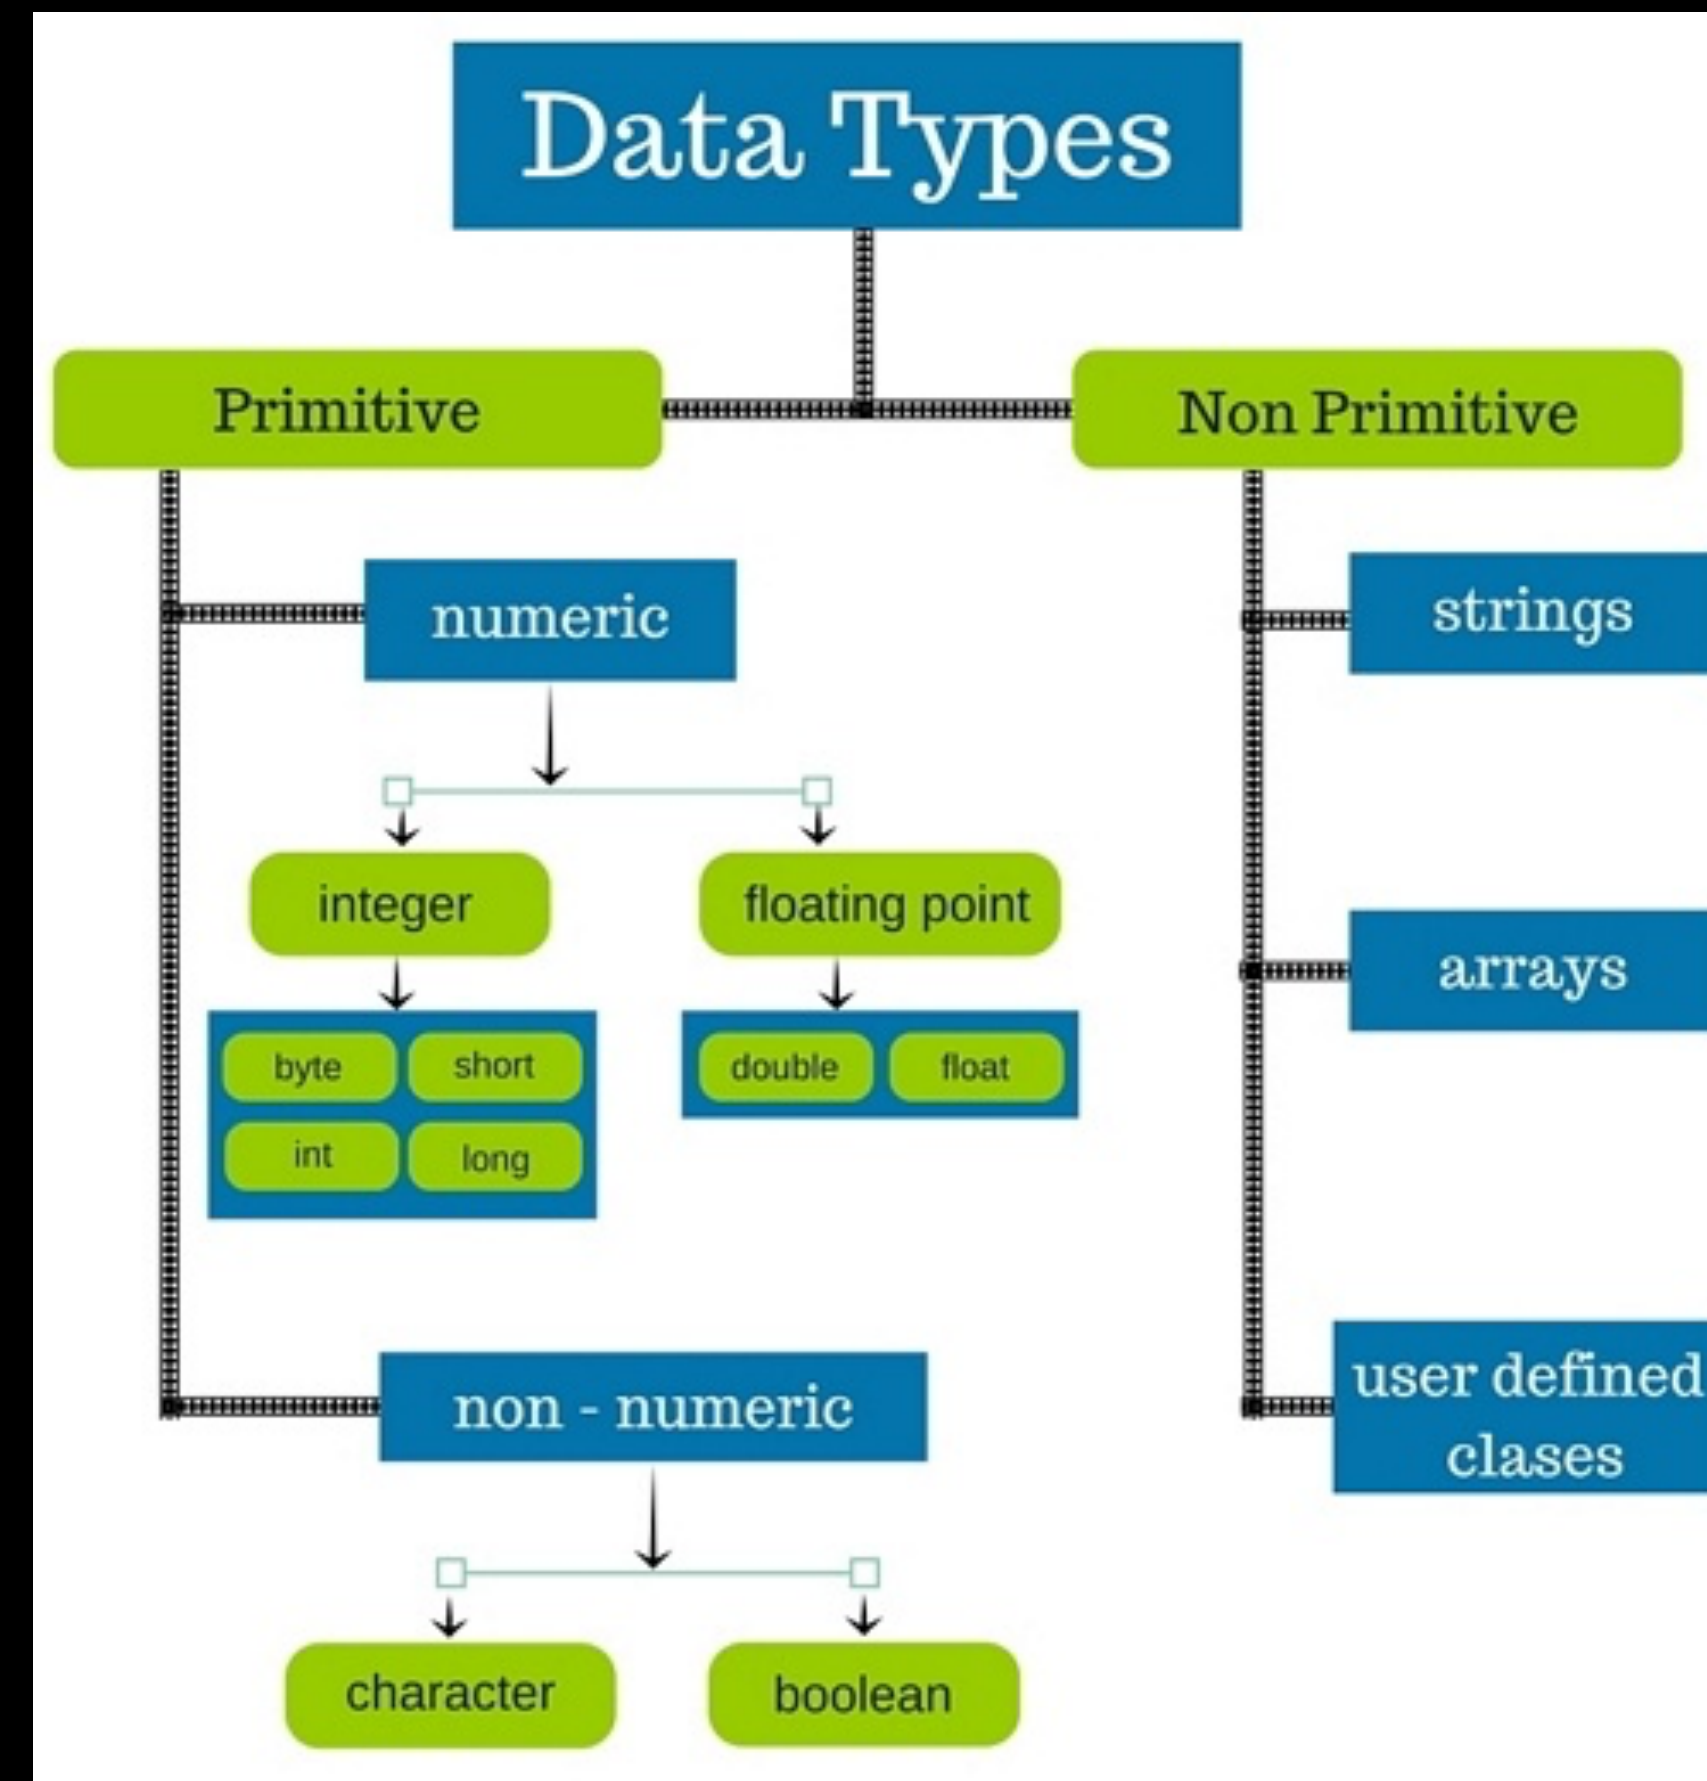 Data Types
Primitive
Non Primitive
numeric
strings
integer
floating point
arrays
byte
short
double
float
int
long
user defined
clases
non - numeric
character
boolean